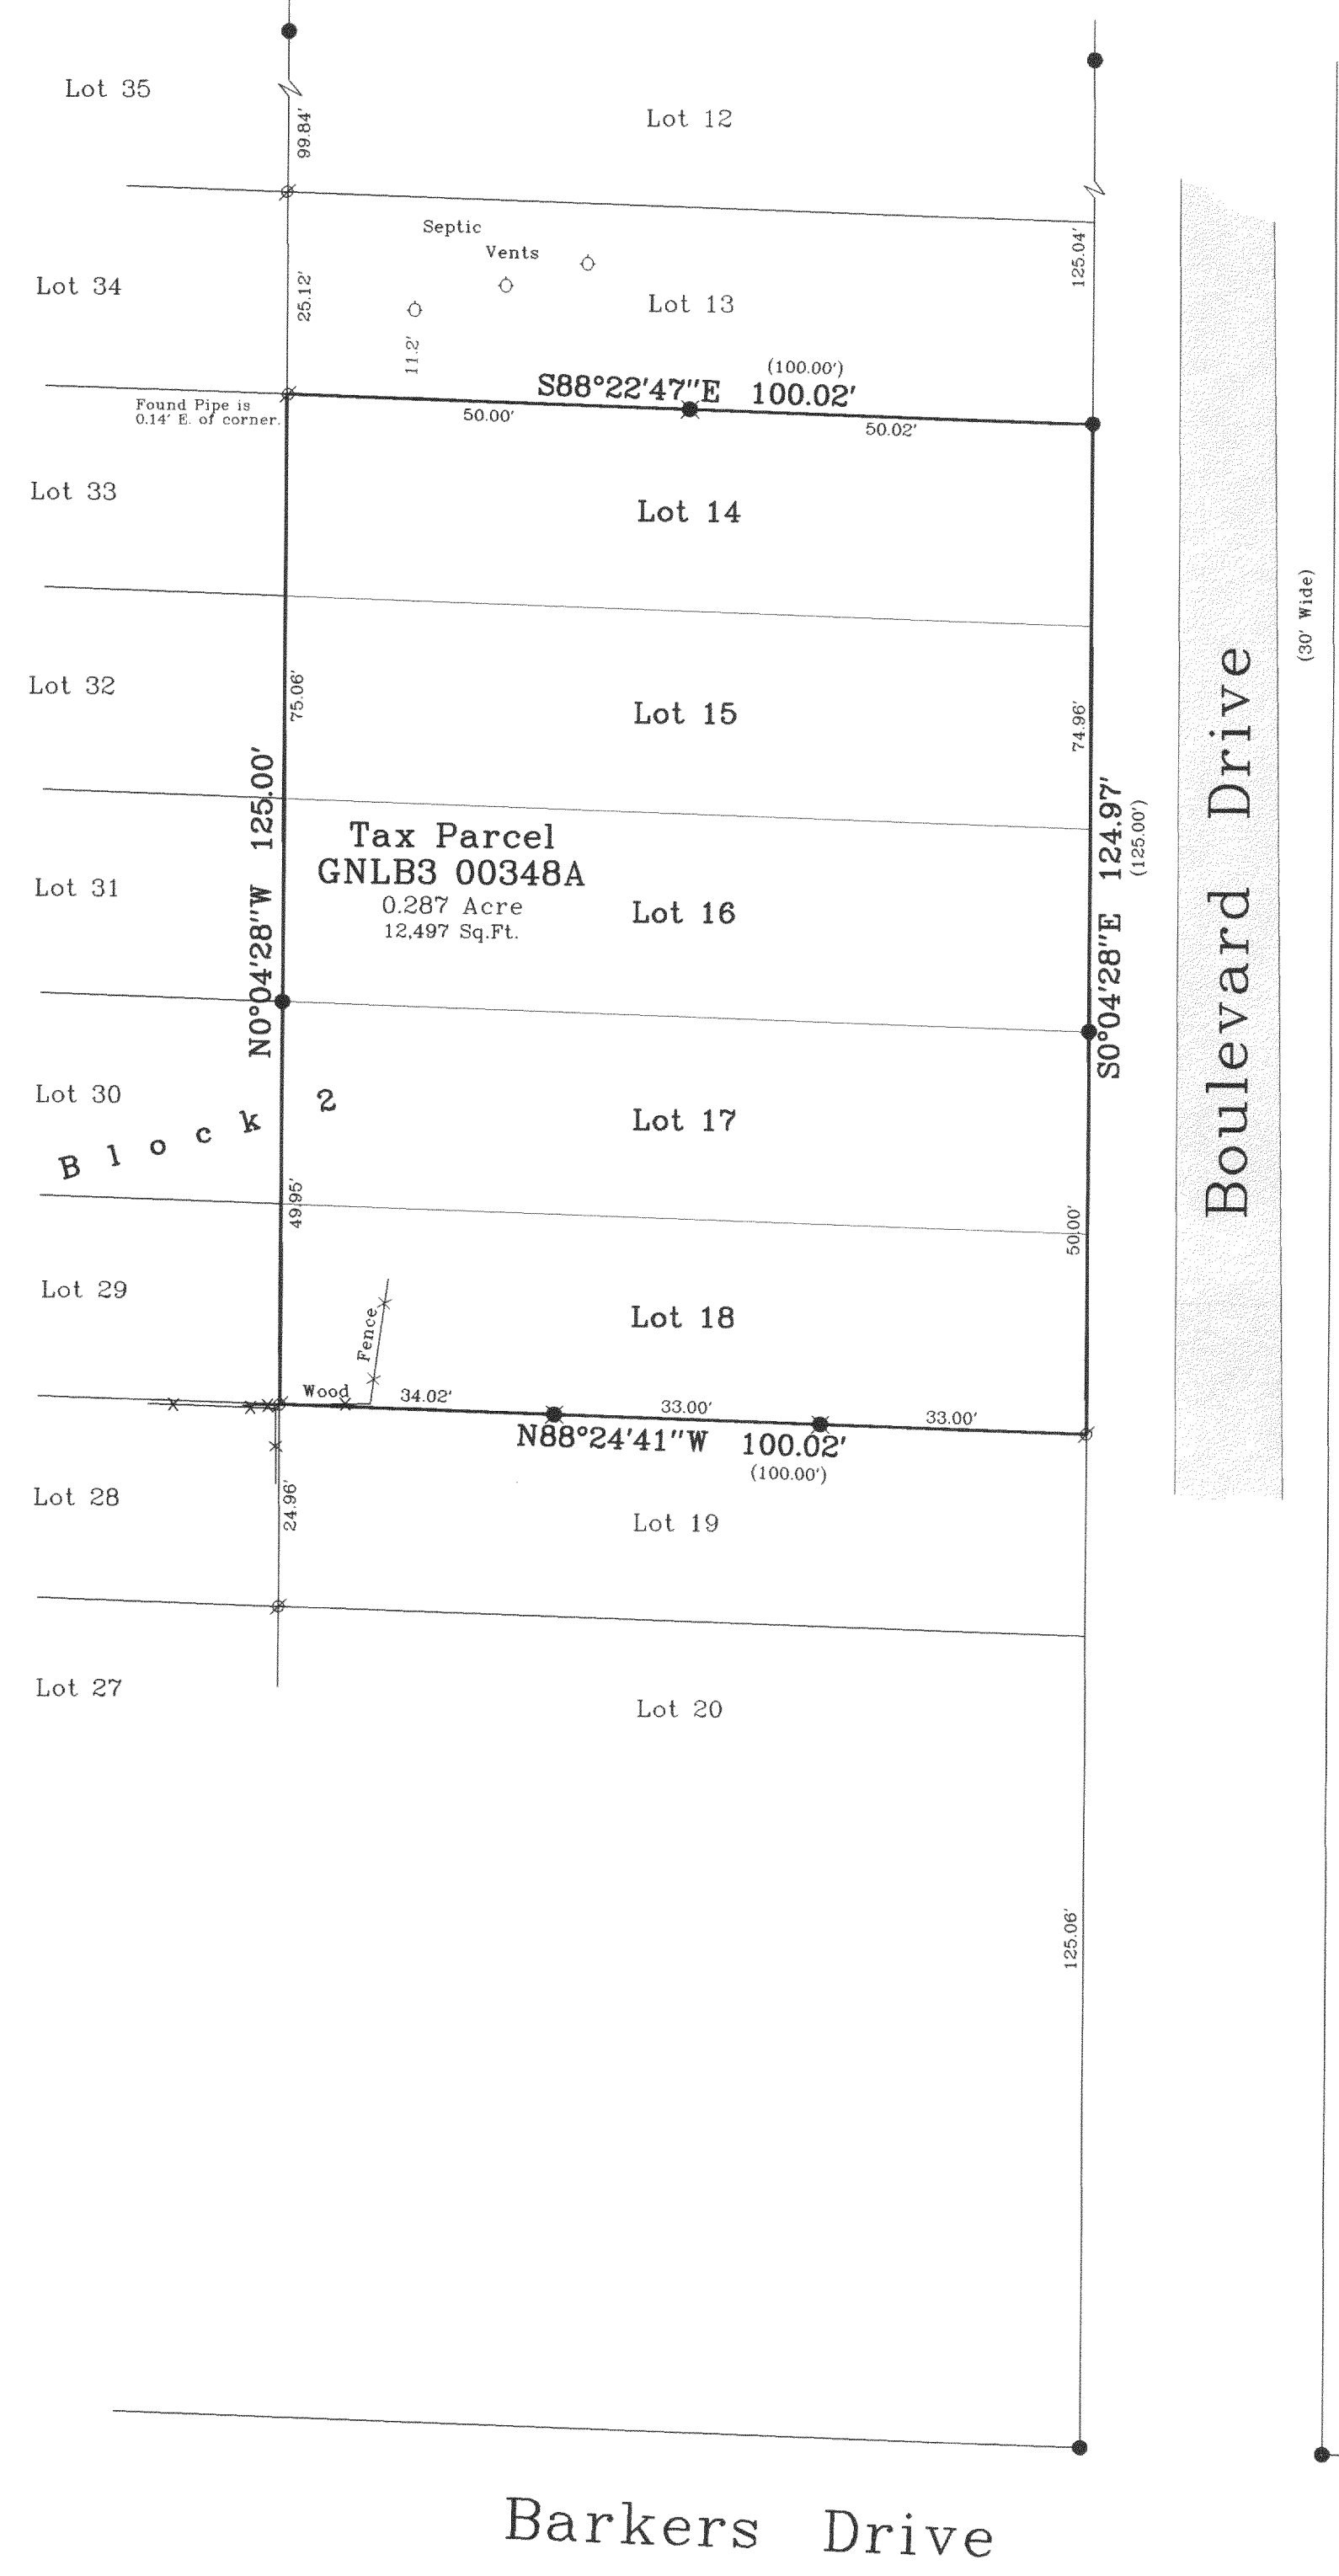 Lot 35
99.84'
Lot 12
Septic
Vents
125.04'
Lot 34
25.12'
Lot 13
11.2'
(100.00')
S88°22'47"E 100.02'
Found Pipe is
0.14' E. of corner.
50.00'
50.02'
Lot 33
Lot 14
(30' Wide)
Lot 32
75.06'
Lot 15
74.96'
N0°04'28"W 125.00'
Tax Parcel
GNLB3 00348A
0.287 Acre
12,497 Sq.Ft.
Lot 31
Lot 16
S0°04'28"E 124.97'
(125.00')
Boulevard Drive
Lot 30
Block 2
Lot 17
49.95'
50.00'
Lot 29
Fence
Lot 18
Wood
34.02'
33.00'
33.00'
N88°24'41"W 100.02'
(100.00')
Lot 28
24.96'
Lot 19
Lot 27
Lot 20
125.06'
Barkers Drive